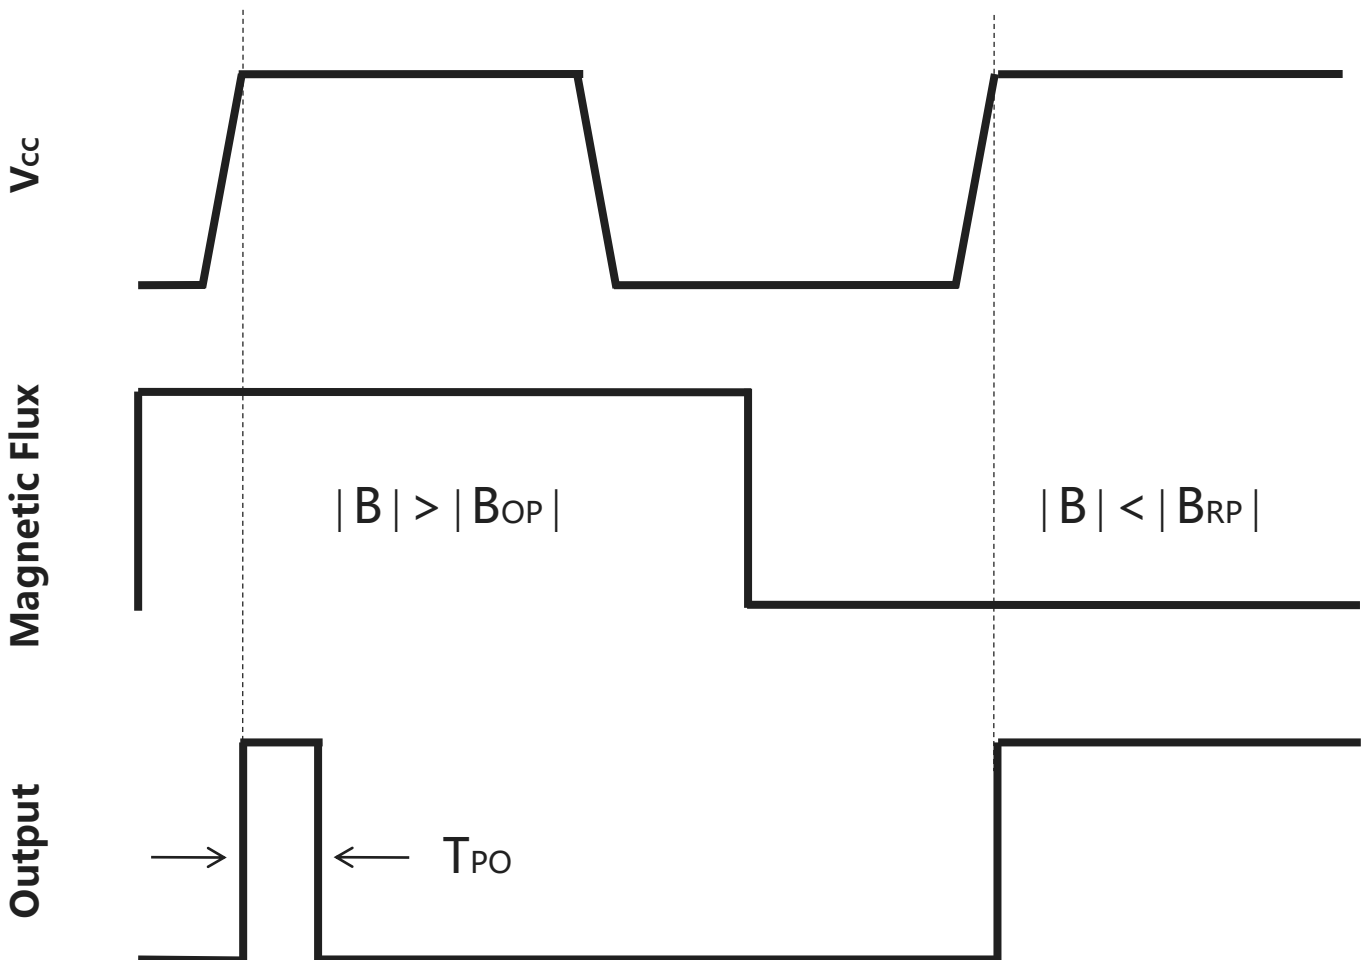 Vcc
Magnetic Flux
|B| > |BOP|
|B| < |BRP|
Output
TPO